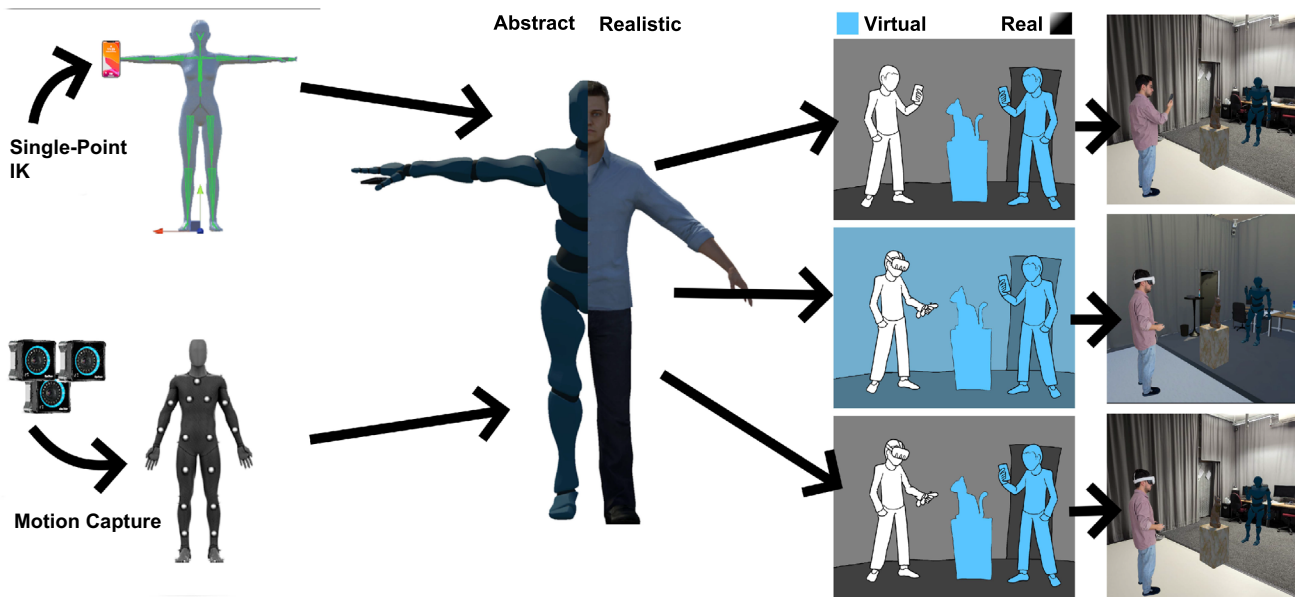 Abstract Realistic
Virtual Real
Single-Point
IK
Motion Capture